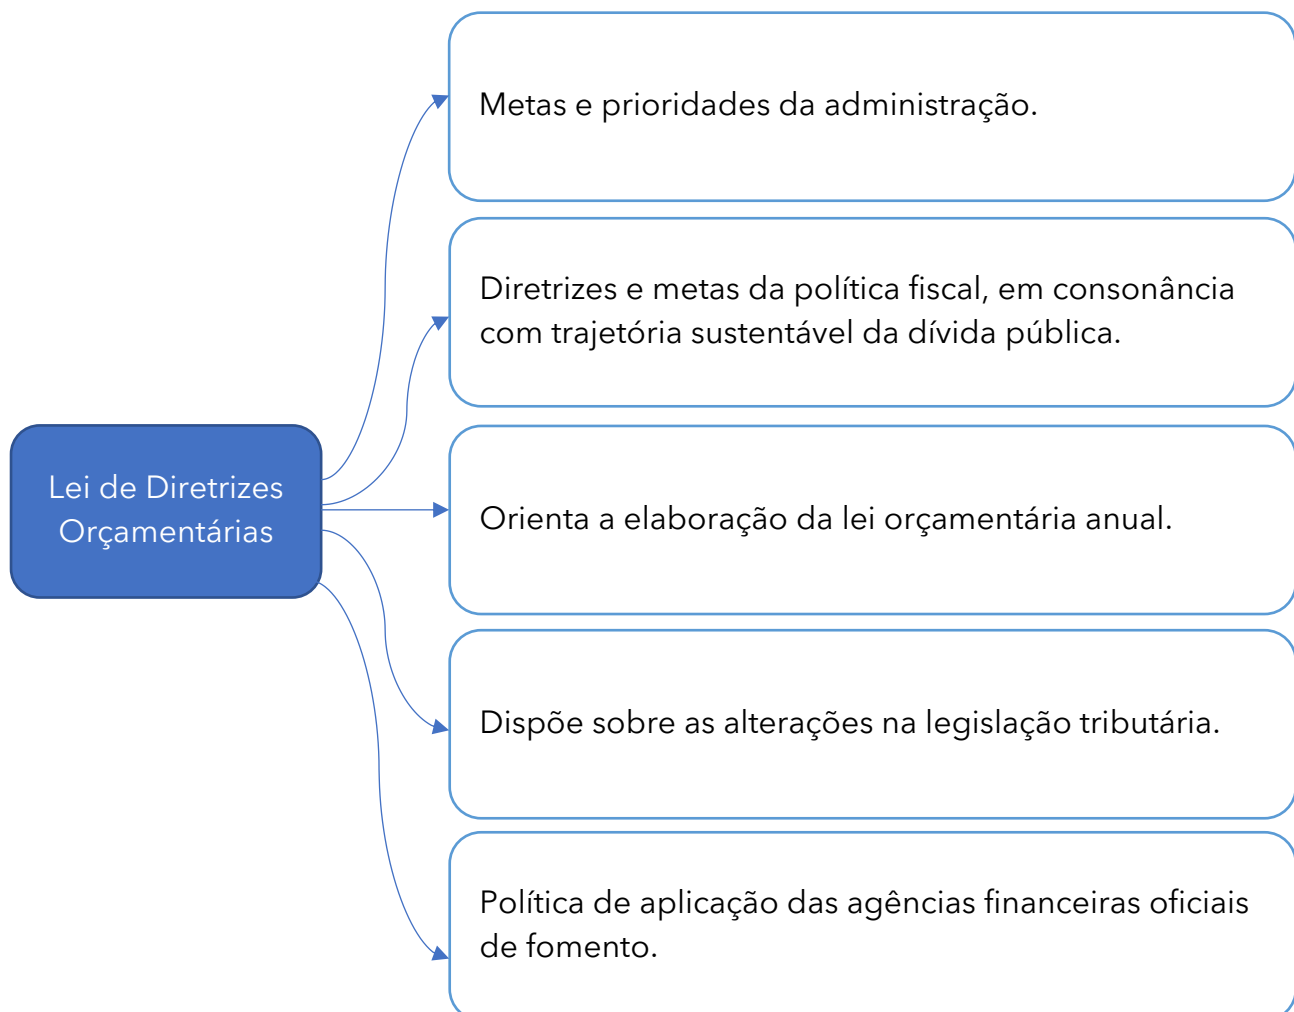 Metas e prioridades da administração.
Diretrizes e metas da política fiscal, em consonância
com trajetória sustentável da dívida pública.
Lei de Diretrizes
Orçamentárias
Orienta a elaboração da lei orçamentária anual.
Dispõe sobre as alterações na legislação tributária.
Política de aplicação das agências financeiras oficiais
de fomento.